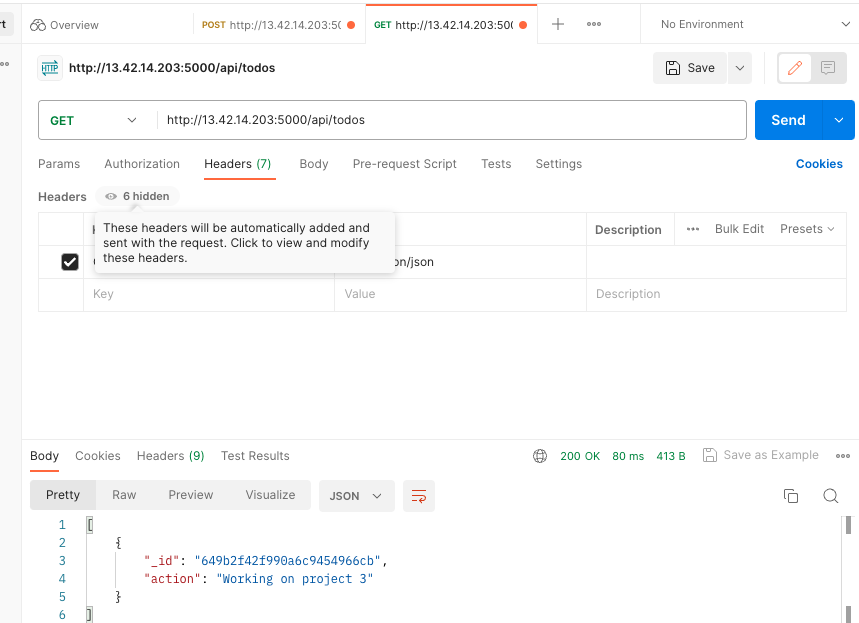 rt
Overview
POST http://13.42.14.203:50
GET http://13.42.14.203:500
No Environment
HTTP
http://13.42.14.203:5000/api/todos
Save
GET
http://13.42.14.203:5000/api/todos
Send
Params
Authorization
Headers (7)
Body
Pre-request Script
Tests
Settings
Cookies
Headers
6 hidden
These headers will be automatically added and
sent with the request. Click to view and modify
these headers.
Description
Bulk Edit
Presets
on/json
Key
Value
Description
Body
Cookies
Headers (9)
Test Results
200 OK
80 ms
413 B
Save as Example
Pretty
Raw
Preview
Visualize
JSON
1 [
2 {
3 "_id": "649b2f42f990a6c9454966cb",
4 "action": "Working on project 3"
5 }
6 ]